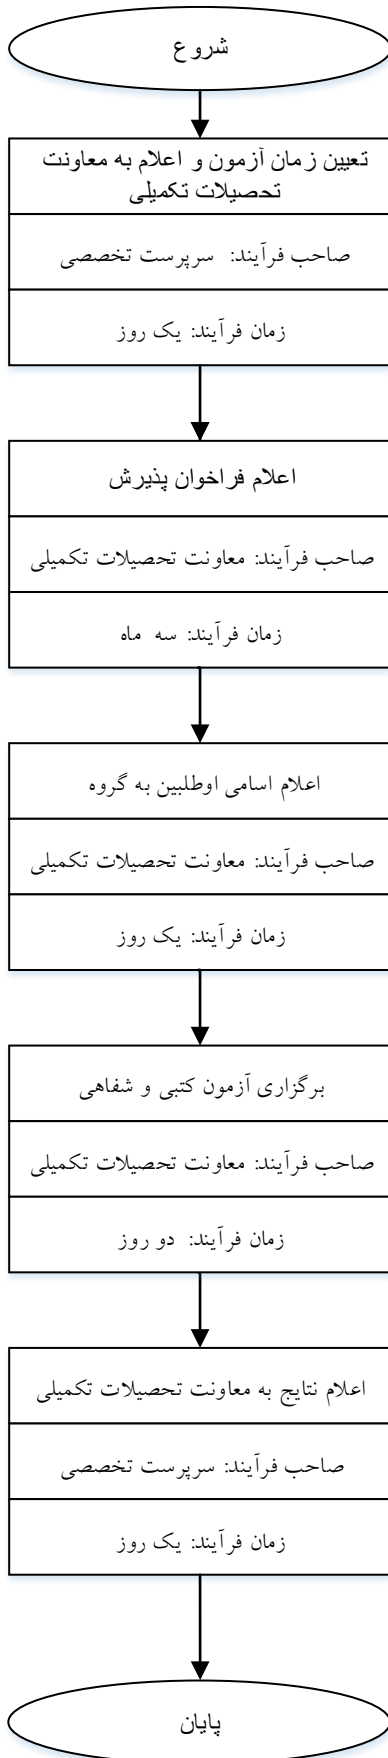 شروع
تعیین زمان آزمون و اعلام به معاونت
تحصیلات تکمیلی
صاحب فرآیند: سرپرست تخصصی
زمان فرآیند: یک روز
اعلام فراخوان پذیرش
صاحب فرآیند: معاونت تحصیلات تکمیلی
زمان فرآیند: سه ماه
اعلام اسامی اوطلبین به گروه
صاحب فرآیند: معاونت تحصیلات تکمیلی
زمان فرآیند: یک روز
برگزاری آزمون کتبی و شفاهی
صاحب فرآیند: معاونت تحصیلات تکمیلی
زمان فرآیند: دو روز
اعلام نتایج به معاونت تحصیلات تکمیلی
صاحب فرآیند: سرپرست تخصصی
زمان فرآیند: یک روز
پایان